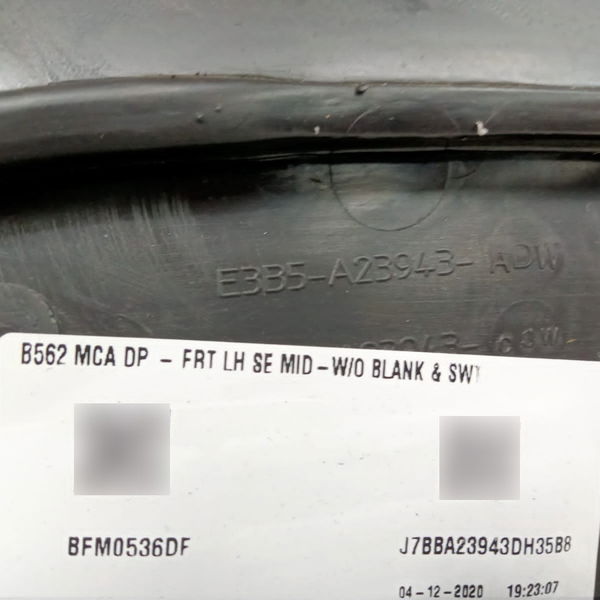 E3B5-A23943- ADW
B562 MCA DP - FRT LH SE MID-W/O BLANK & SWT
BFM0536DF
J7BBA23943DH35B8
04-12-2020 19:23:07